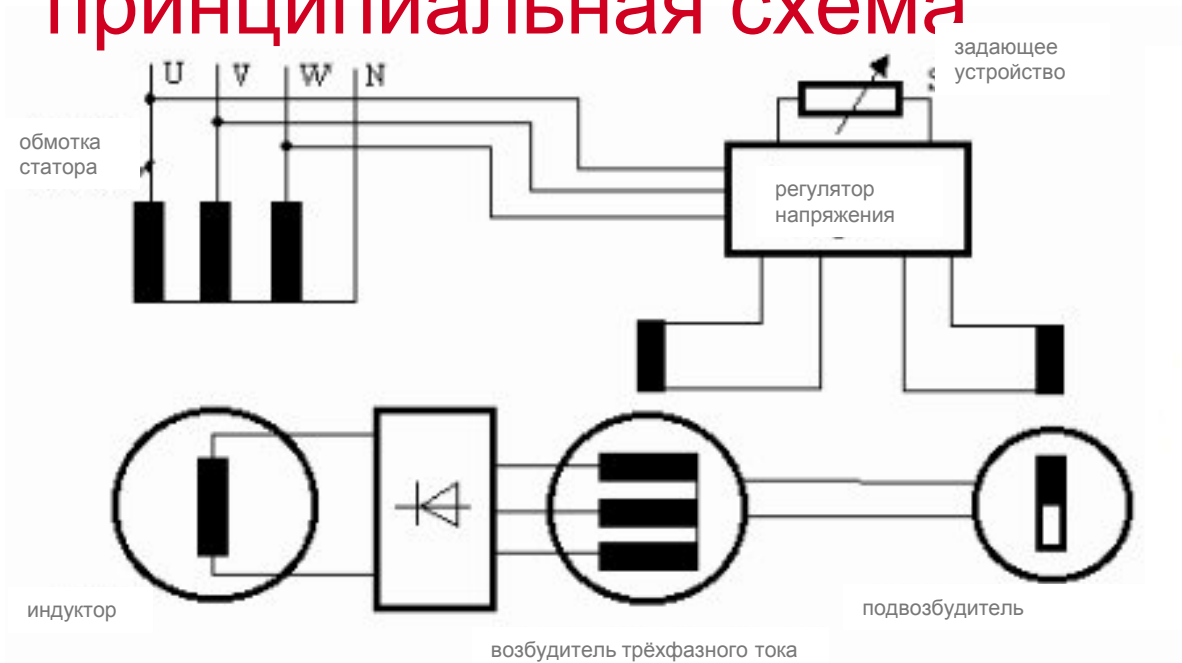 принципиальная схема
задающее
устройство
U V W N
обмотка
статора
регулятор
напряжения
индуктор
подвозбудитель
возбудитель трёхфазного тока